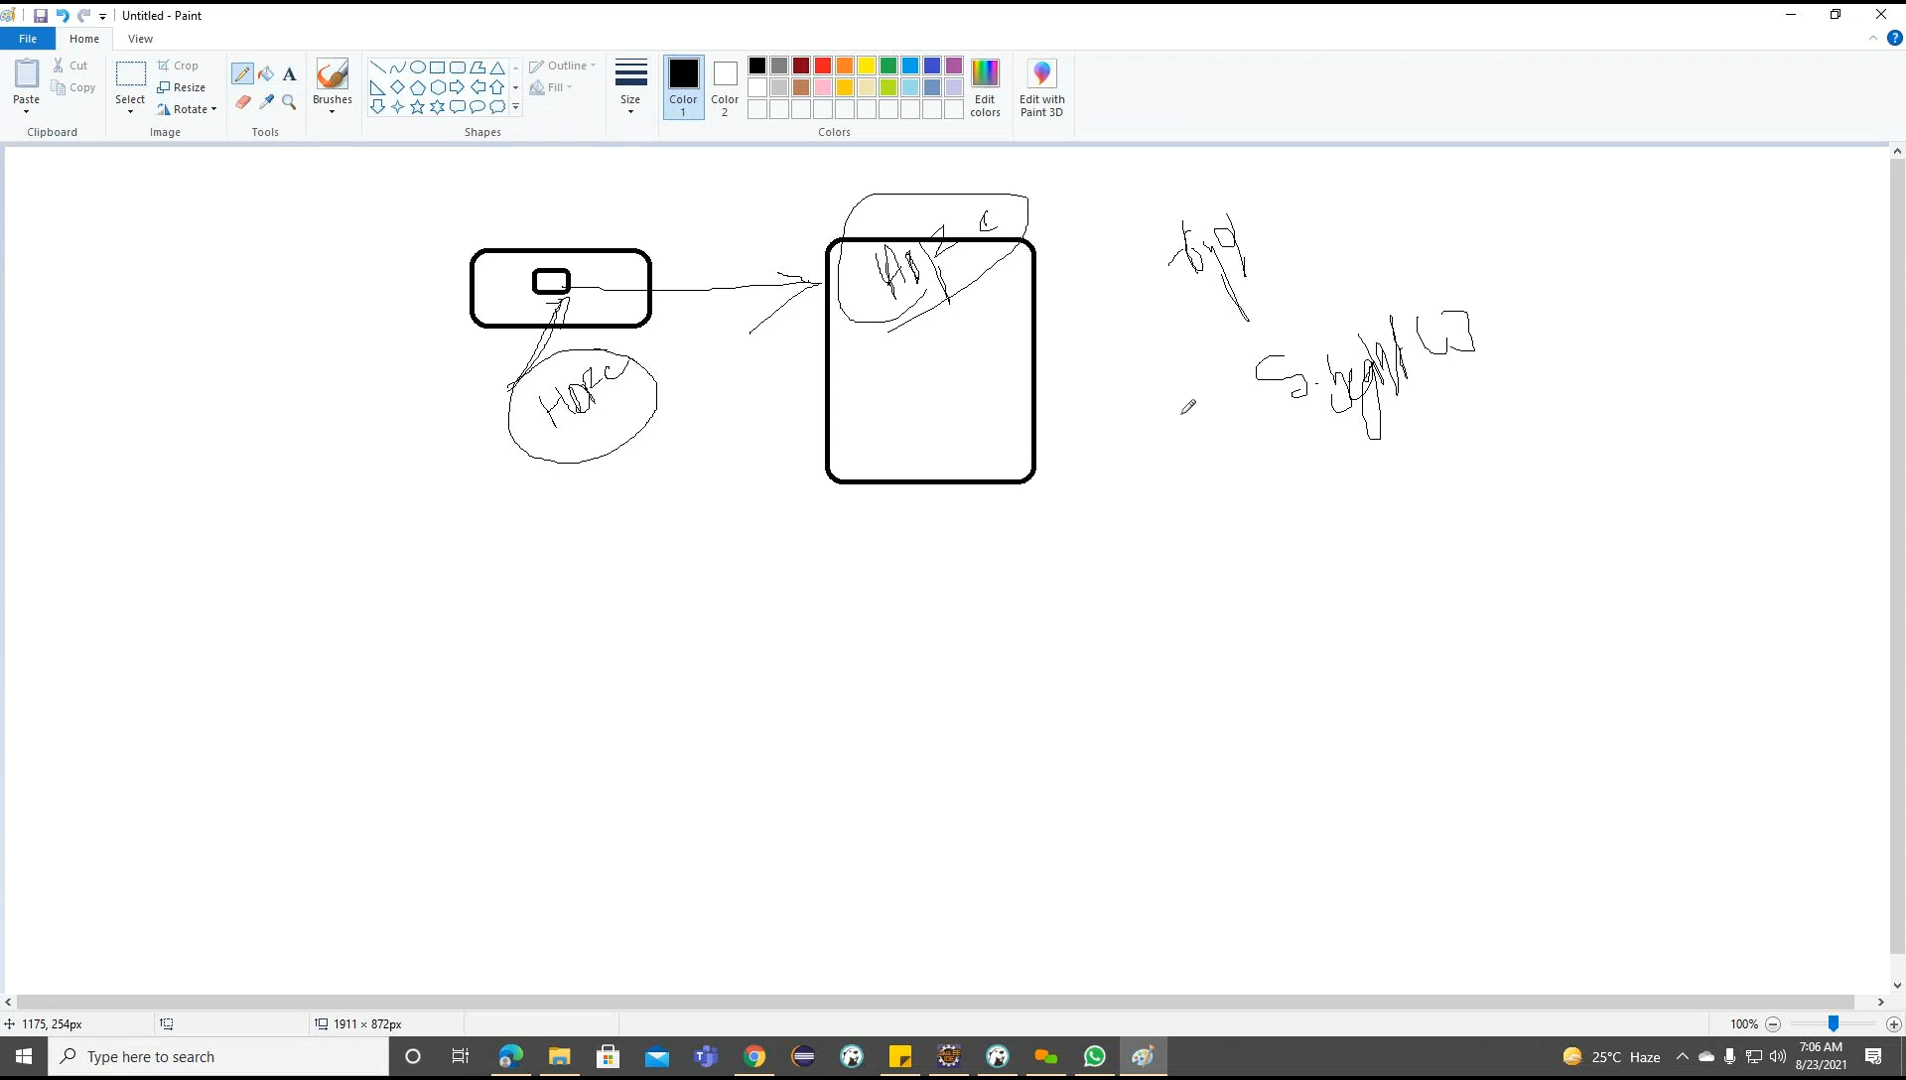 Untitled - Paint
File Home View
Paste
Cut
Copy
Clipboard
Select
Crop
Resize
Rotate
Image
A
Tools
Brushes
Outline
Fill
Shapes
Size
Color 1
Color 2
Edit colors
Edit with Paint 3D
Colors
1175, 254px
1911 × 872px
100%
Type here to search
25°C Haze
7:06 AM
8/23/2021